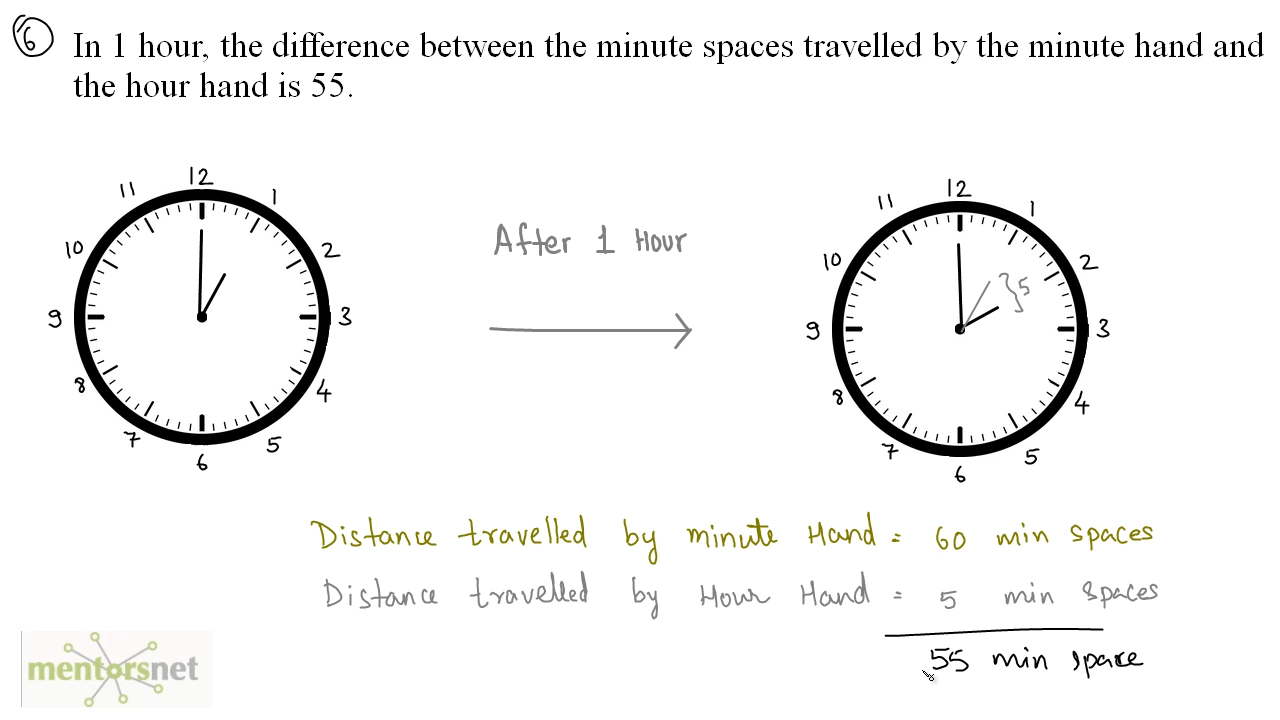 6 In 1 hour, the difference between the minute spaces travelled by the minute hand and
the hour hand is 55.
12
11 1
10 2
9 3
8 4
7 5
6
After 1 Hour
12
11 1
10 2
}5
9 3
8 4
7 5
6
Distance travelled by minute Hand = 60 min spaces
Distance travelled by Hour Hand = 5 min spaces
55 min space
mentorsnet